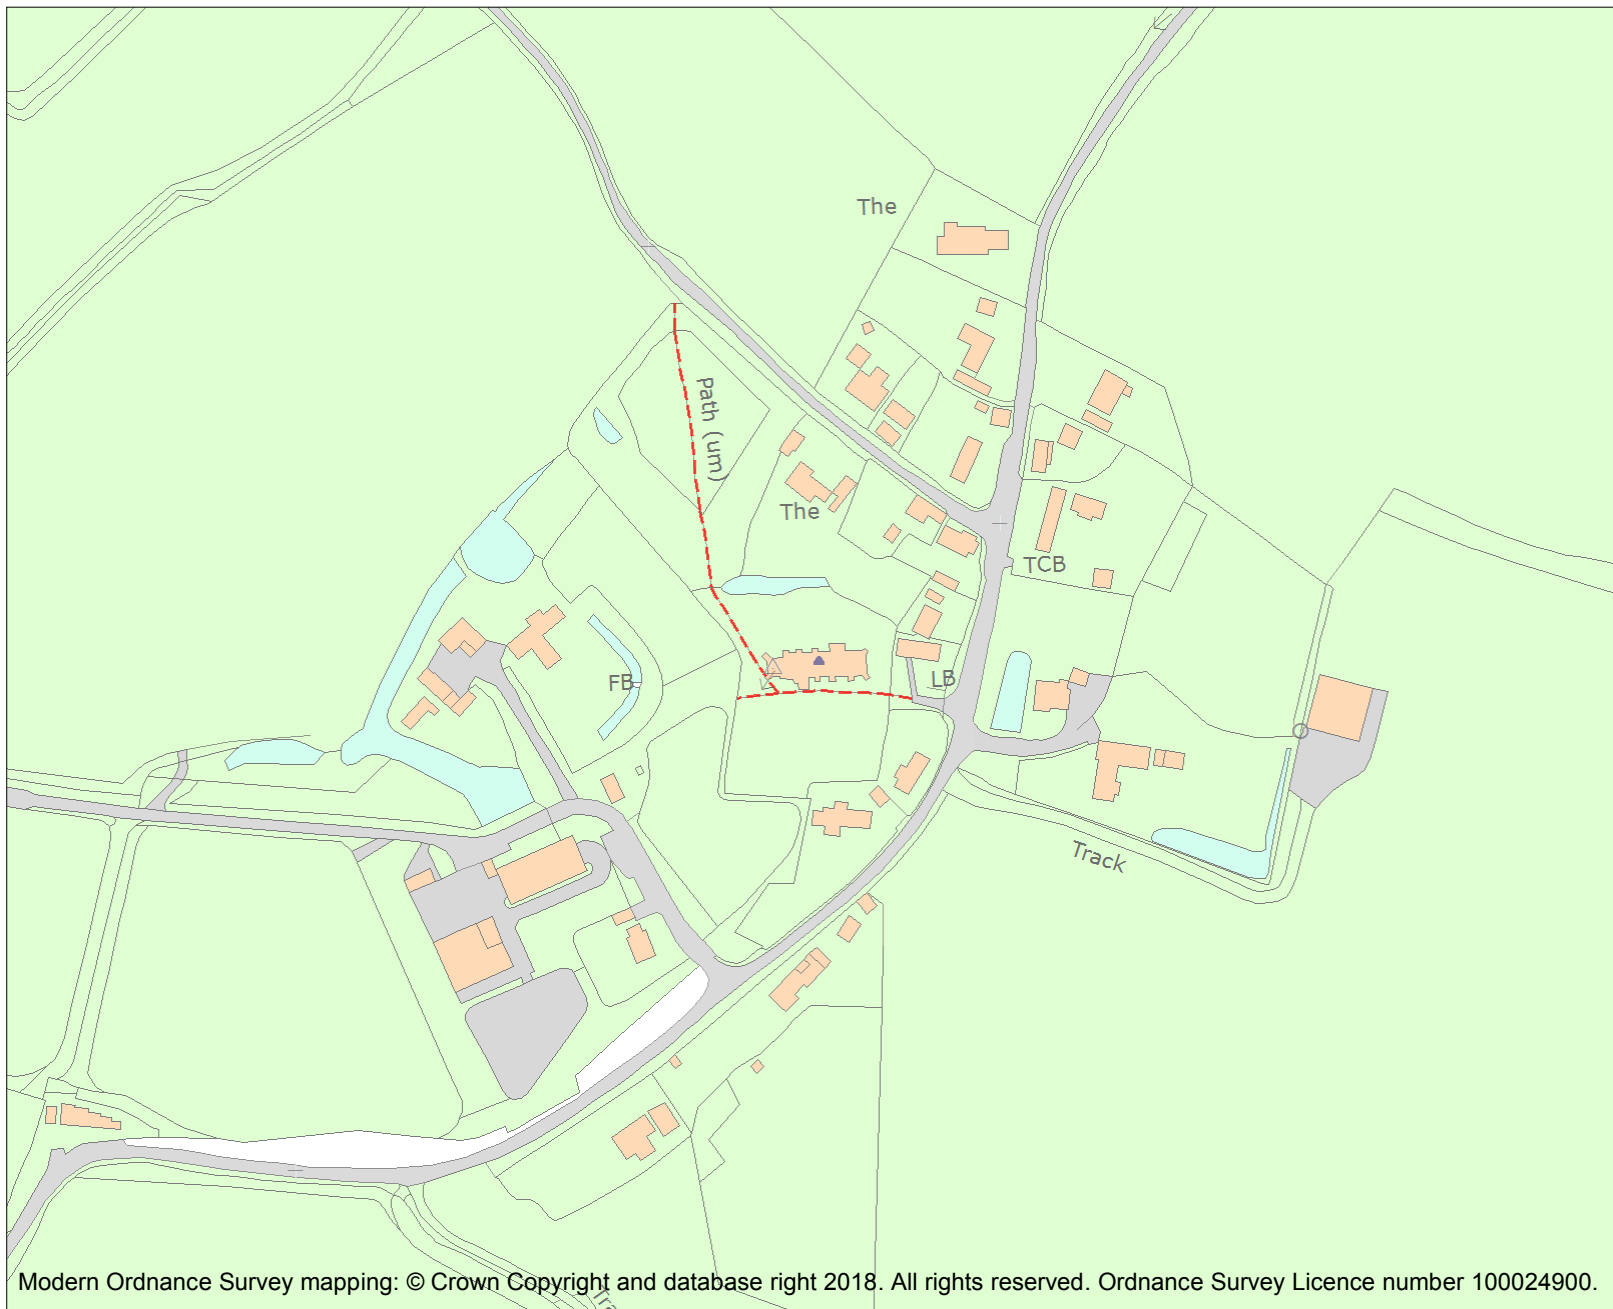 The
Path (um)
The
TCB
FB
LB
Track
Modern Ordnance Survey mapping: © Crown Copyright and database right 2018. All rights reserved. Ordnance Survey Licence number 100024900.